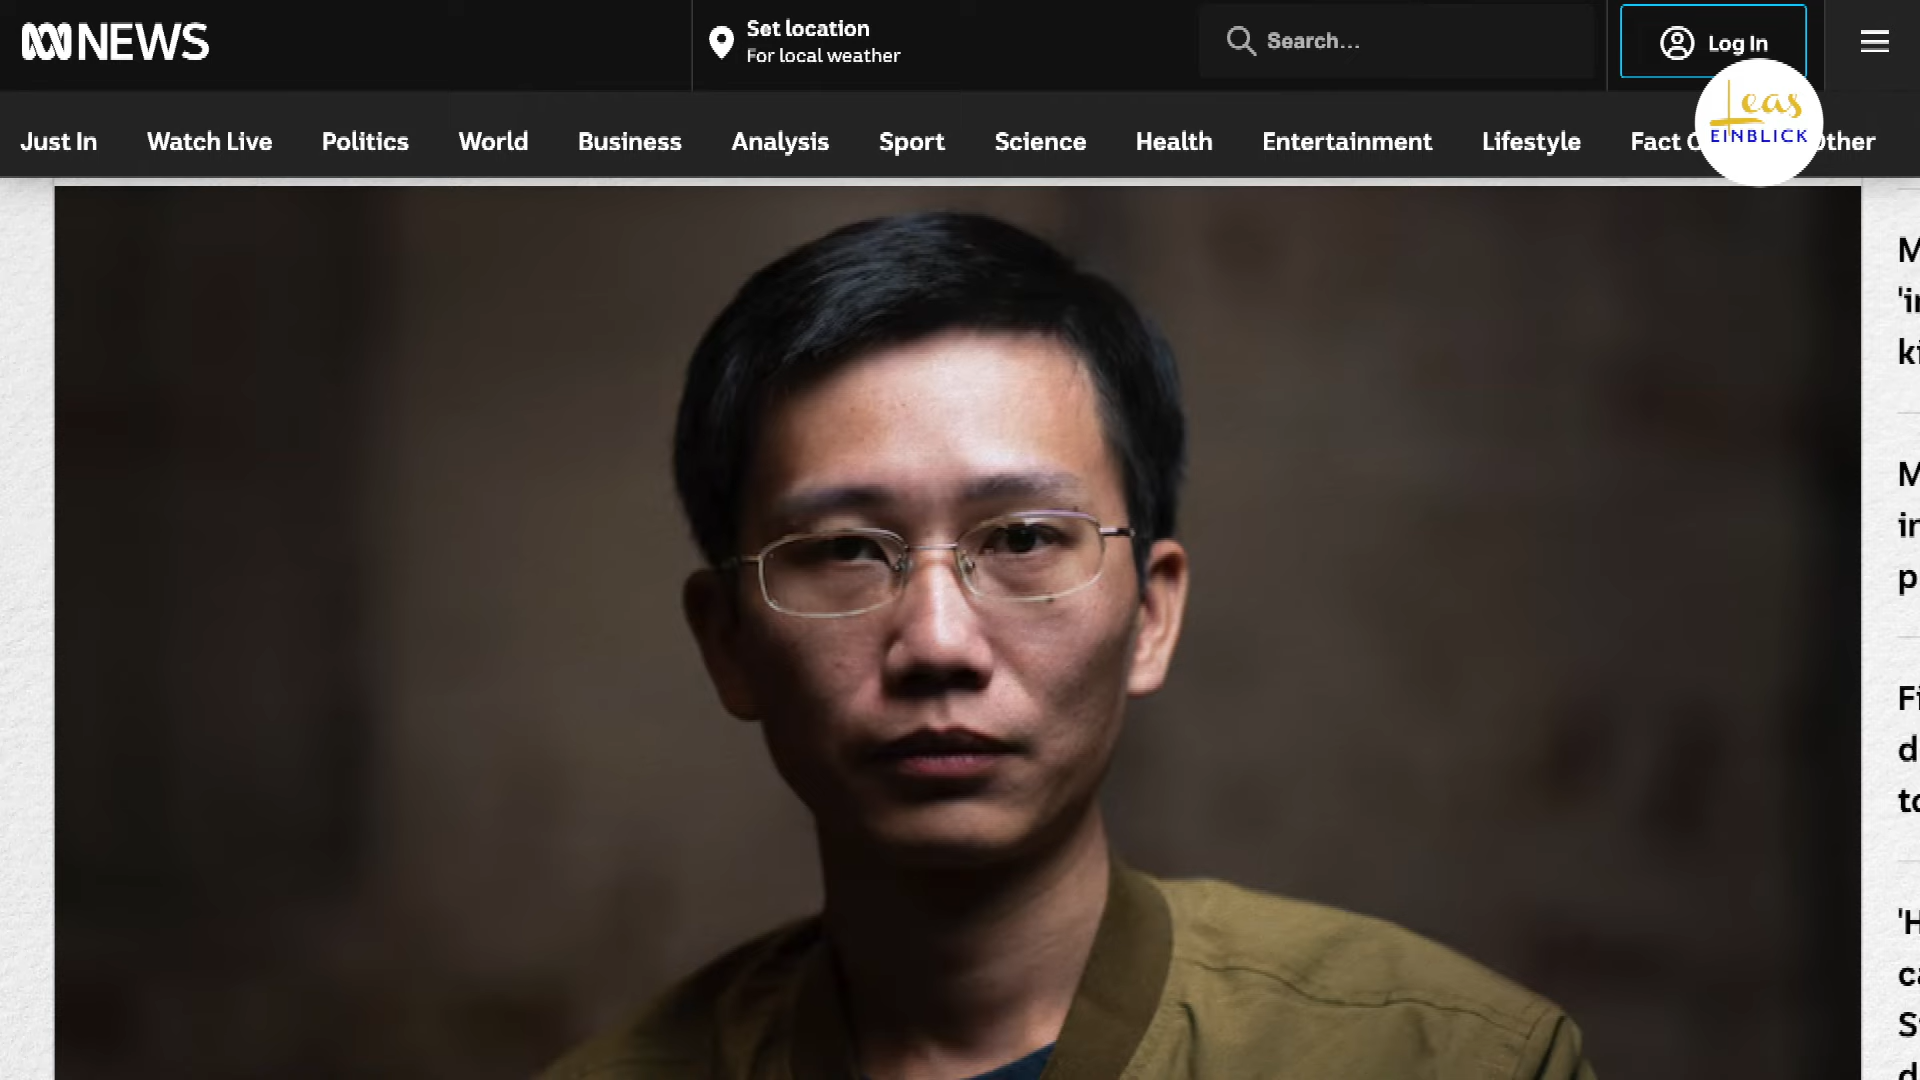 NEWS
Set location
For local weather
Search...
Log In
Leas
EINBLICK
Just In
Watch Live
Politics
World
Business
Analysis
Sport
Science
Health
Entertainment
Lifestyle
Fact